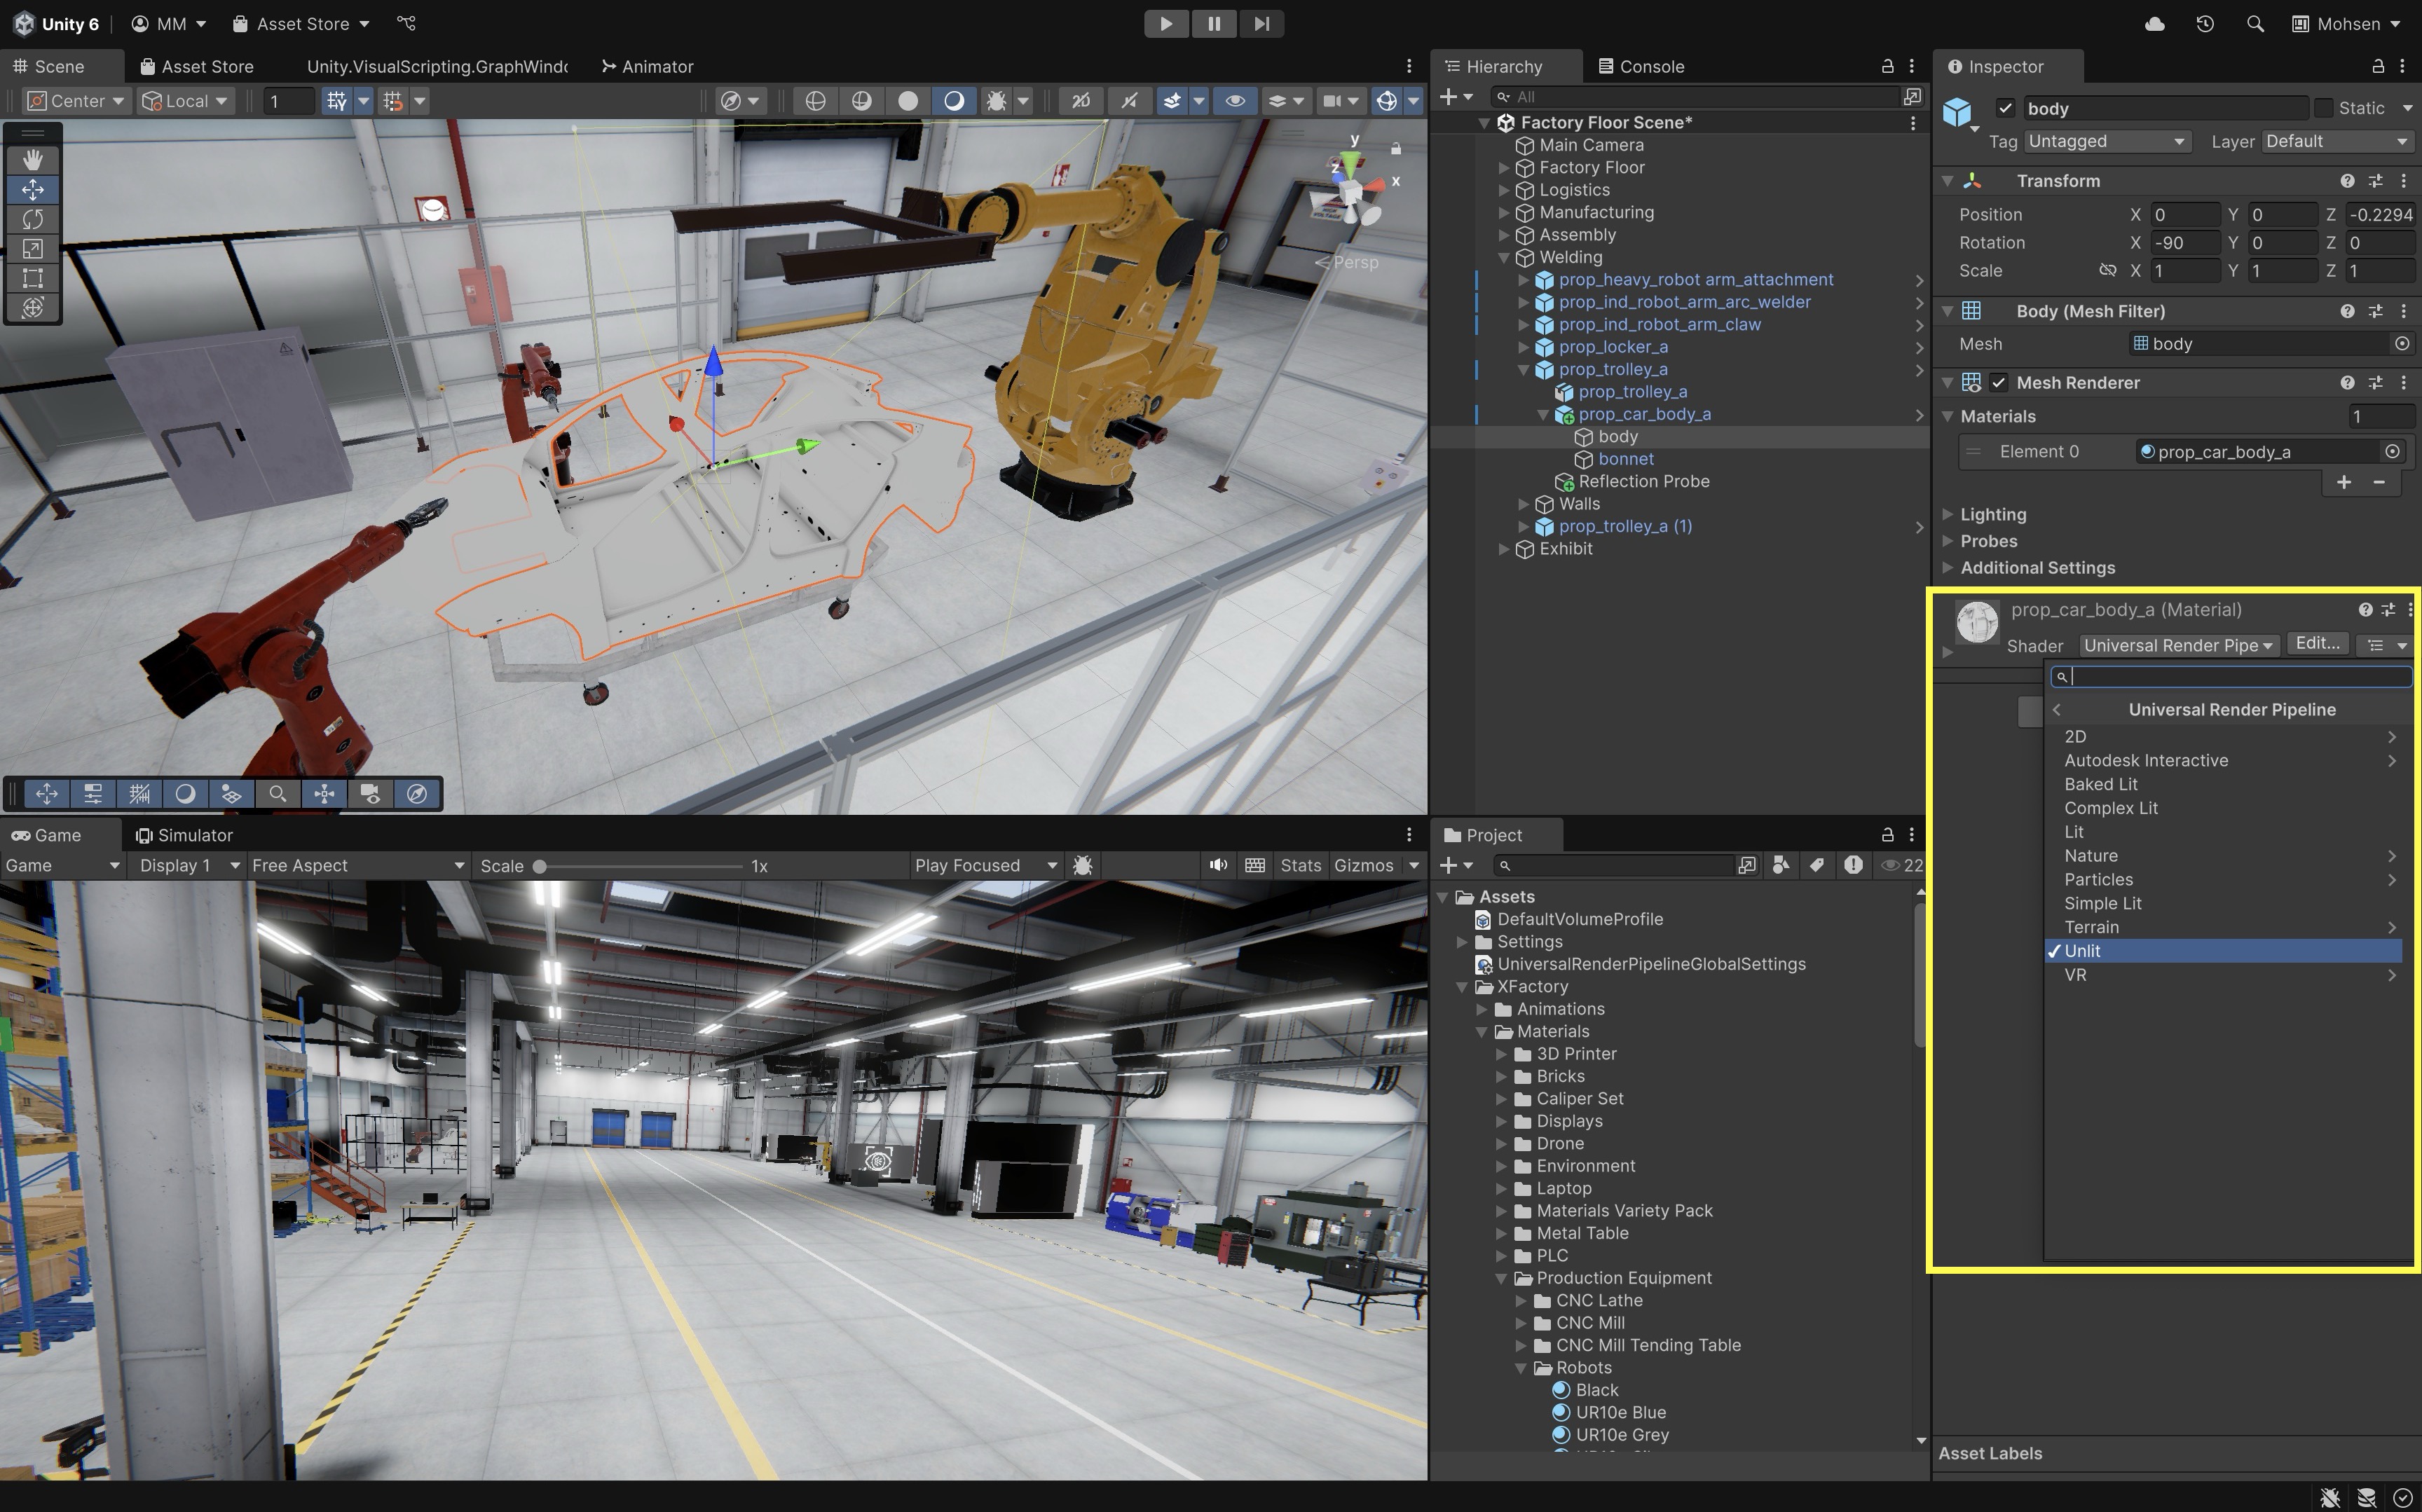 Unity 6
MM
Asset Store
Mohsen
Scene
Asset Store
Unity.VisualScripting.GraphWind
Animator
Center
Local
1
2D
y
z
x
Persp
Hierarchy
Console
All
Factory Floor Scene*
Main Camera
Factory Floor
Logistics
Manufacturing
Assembly
Welding
prop_heavy_robot arm_attachment
prop_ind_robot_arm_arc_welder
prop_ind_robot_arm_claw
prop_locker_a
prop_trolley_a
prop_trolley_a
prop_car_body_a
body
bonnet
Reflection Probe
Walls
prop_trolley_a (1)
Exhibit
Inspector
body
Static
Tag Untagged Layer Default
Transform
Position X 0 Y 0 Z -0.2294
Rotation X -90 Y 0 Z 0
Scale X 1 Y 1 Z 1
Body (Mesh Filter)
Mesh body
Mesh Renderer
Materials 1
Element 0 prop_car_body_a
Lighting
Probes
Additional Settings
prop_car_body_a (Material)
Shader Universal Render Pipe Edit...
Universal Render Pipeline
2D
Autodesk Interactive
Baked Lit
Complex Lit
Lit
Nature
Particles
Simple Lit
Terrain
Unlit
VR
Asset Labels
Game
Simulator
Game Display 1 Free Aspect Scale 1x Play Focused Stats Gizmos
Project
22
Assets
DefaultVolumeProfile
Settings
UniversalRenderPipelineGlobalSettings
XFactory
Animations
Materials
3D Printer
Bricks
Caliper Set
Displays
Drone
Environment
Laptop
Materials Variety Pack
Metal Table
PLC
Production Equipment
CNC Lathe
CNC Mill
CNC Mill Tending Table
Robots
Black
UR10e Blue
UR10e Grey